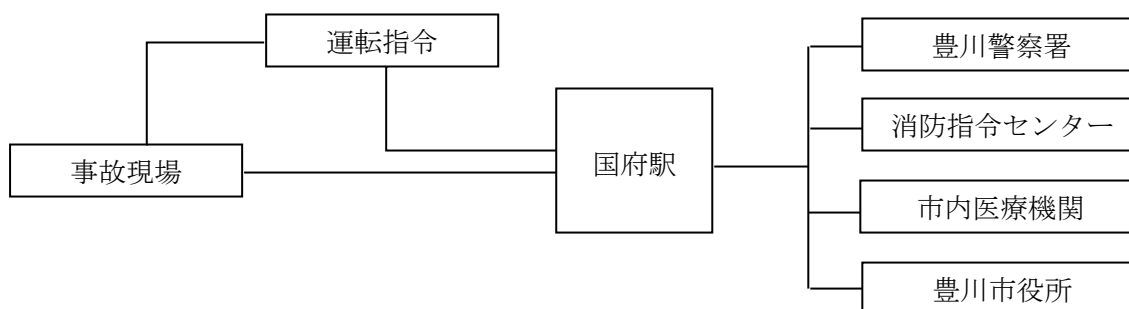 運転指令
事故現場
国府駅
豊川警察署
消防指令センター
市内医療機関
豊川市役所